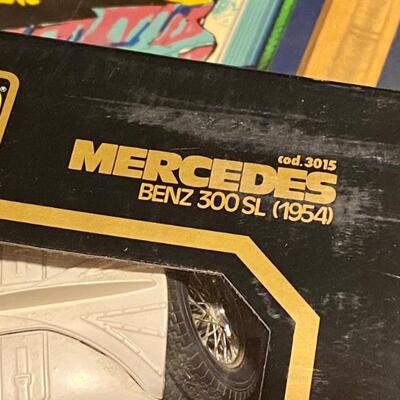 cod. 3015
MERCEDES
BENZ 300 SL (1954)